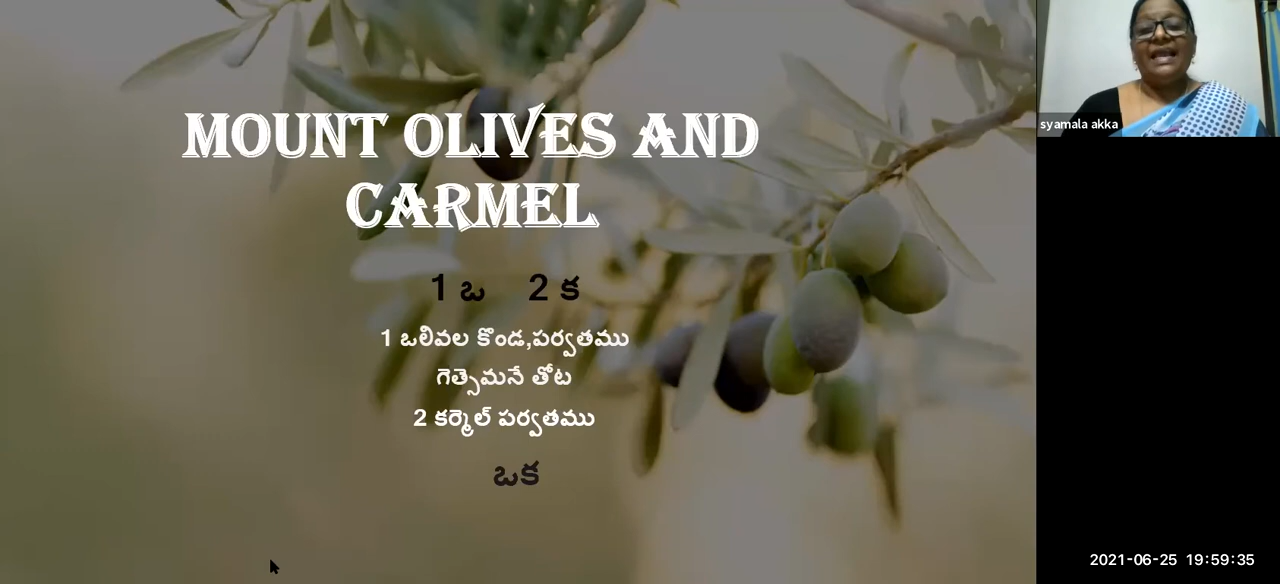 MOUNT OLIVES AND
CARMEL
1 ఒ 2 క
1 ఒలివల కొండ,పర్వతము
గెత్సెమనే తోట
2 కర్మెల్ పర్వతము
ఒక
syamala akka
2021-06-25 19:59:35